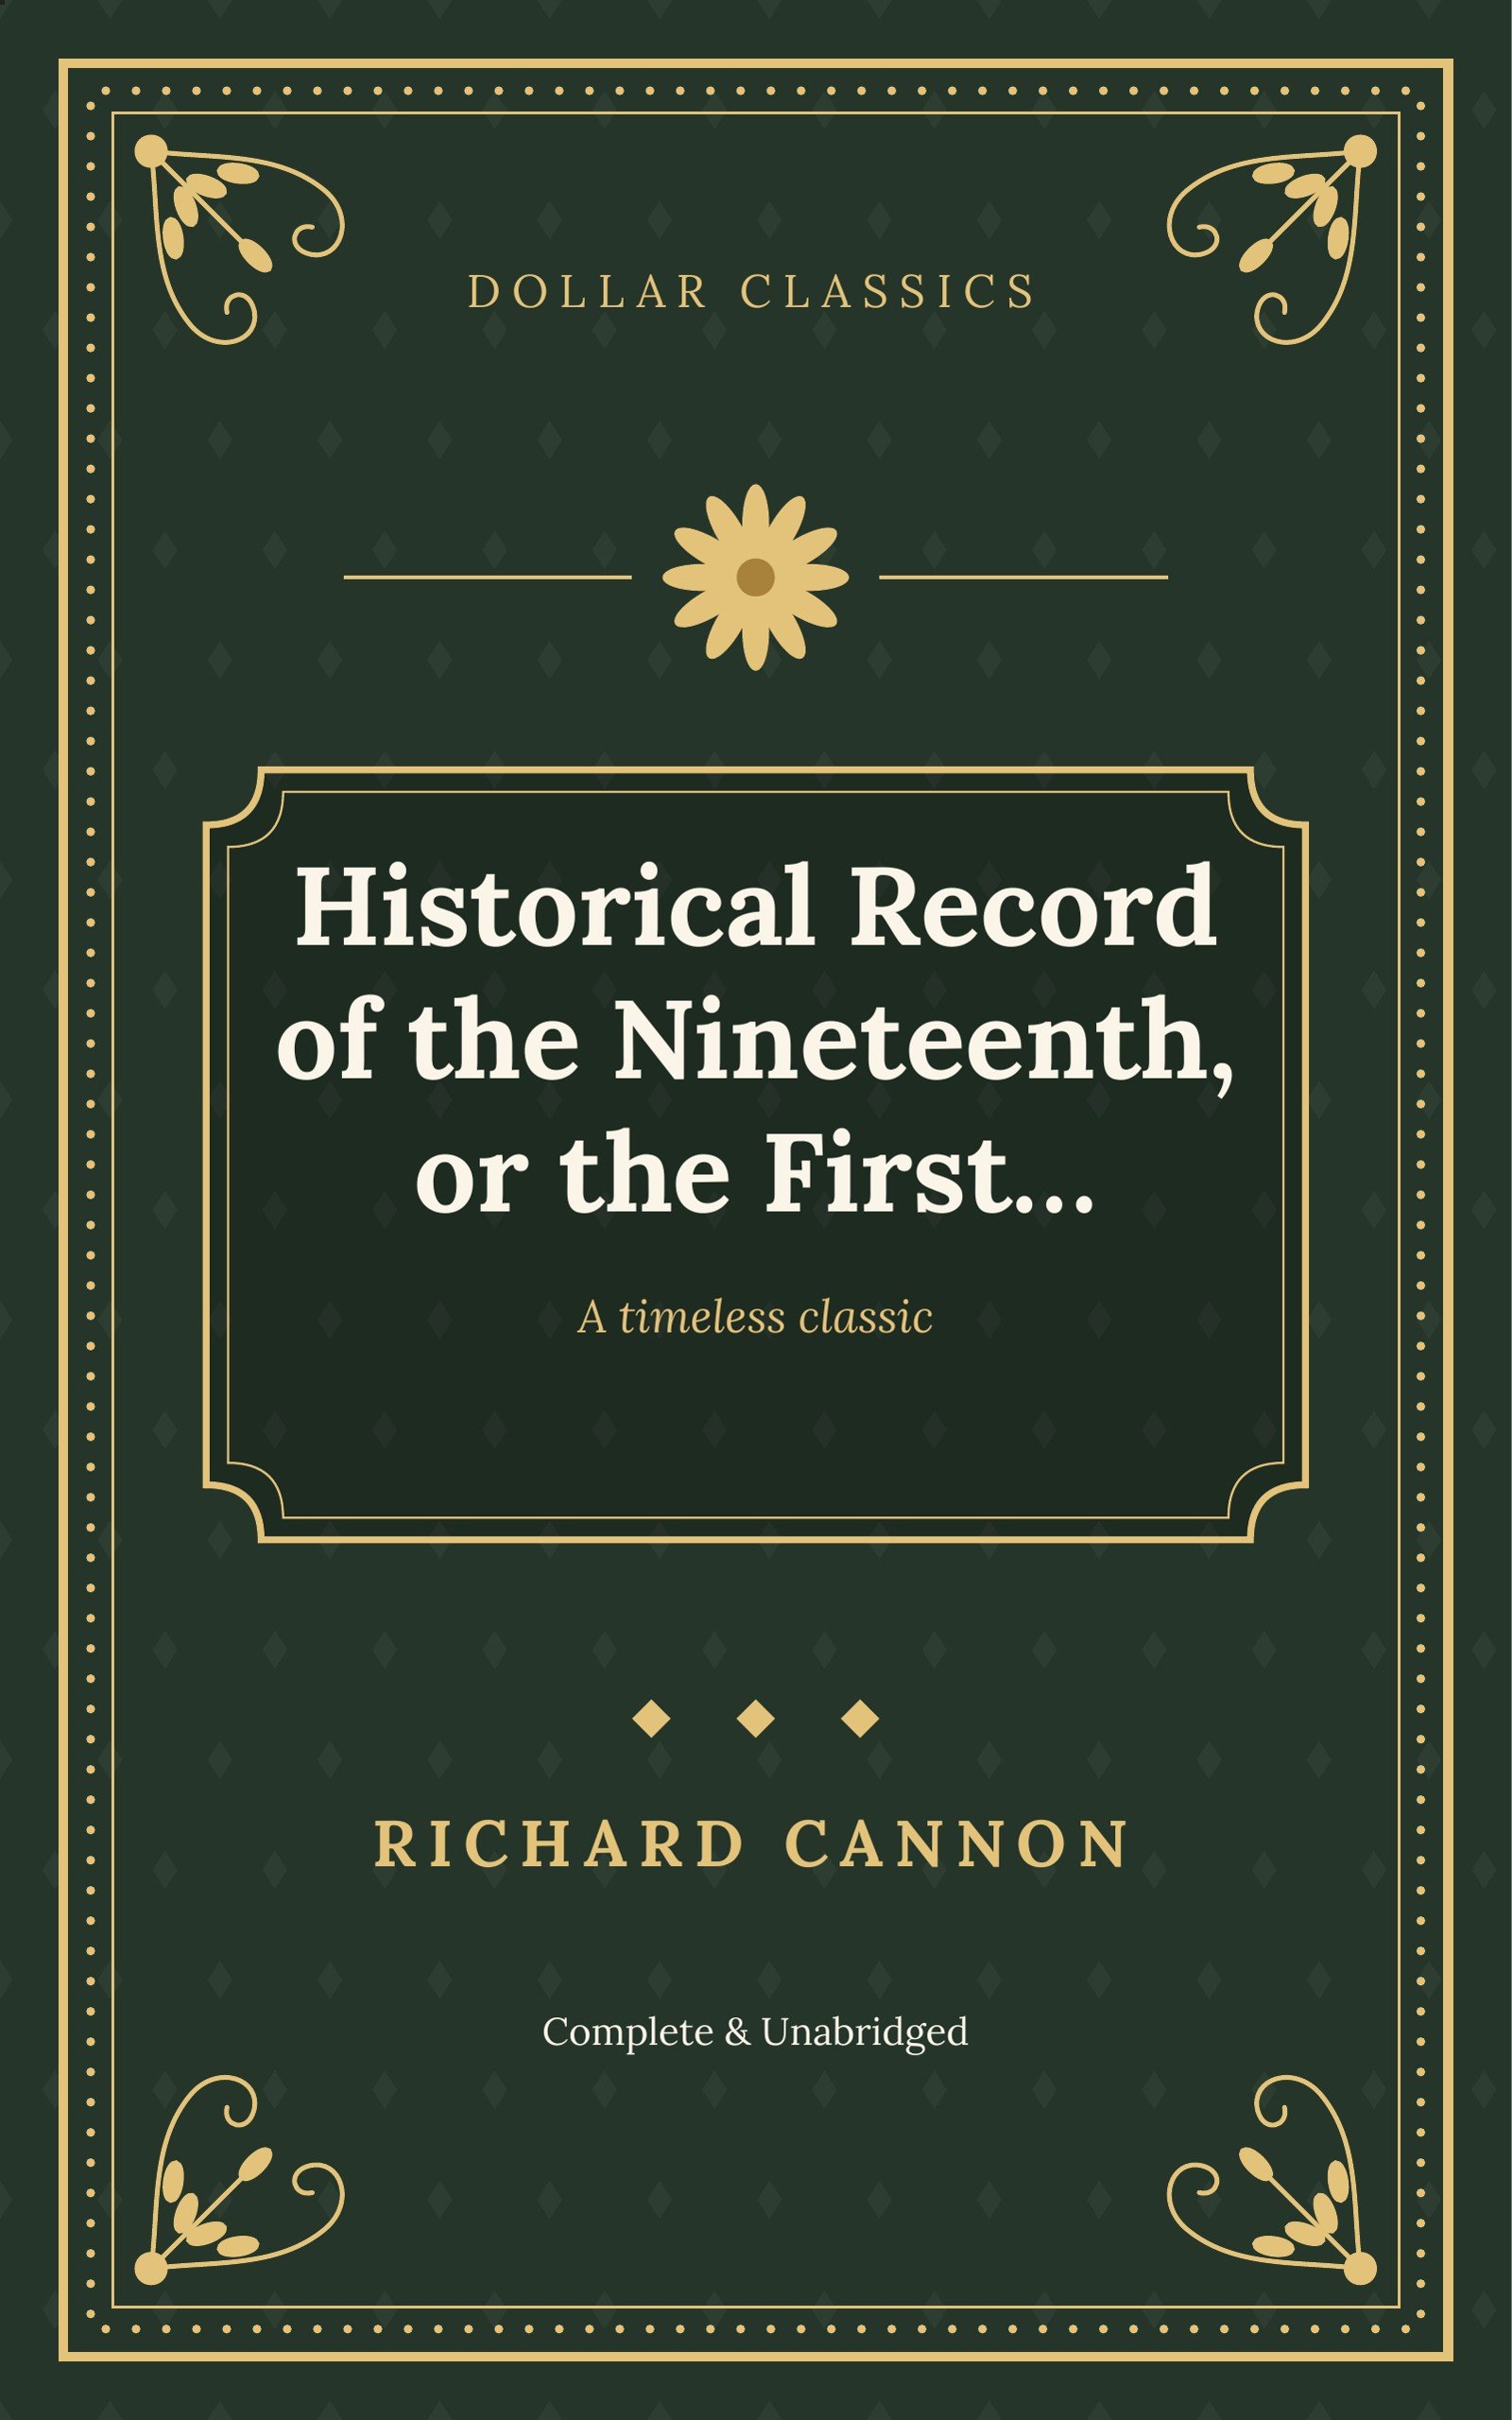 DOLLAR CLASSICS
Historical Record
of the Nineteenth,
or the First...
A timeless classic
RICHARD CANNON
Complete & Unabridged